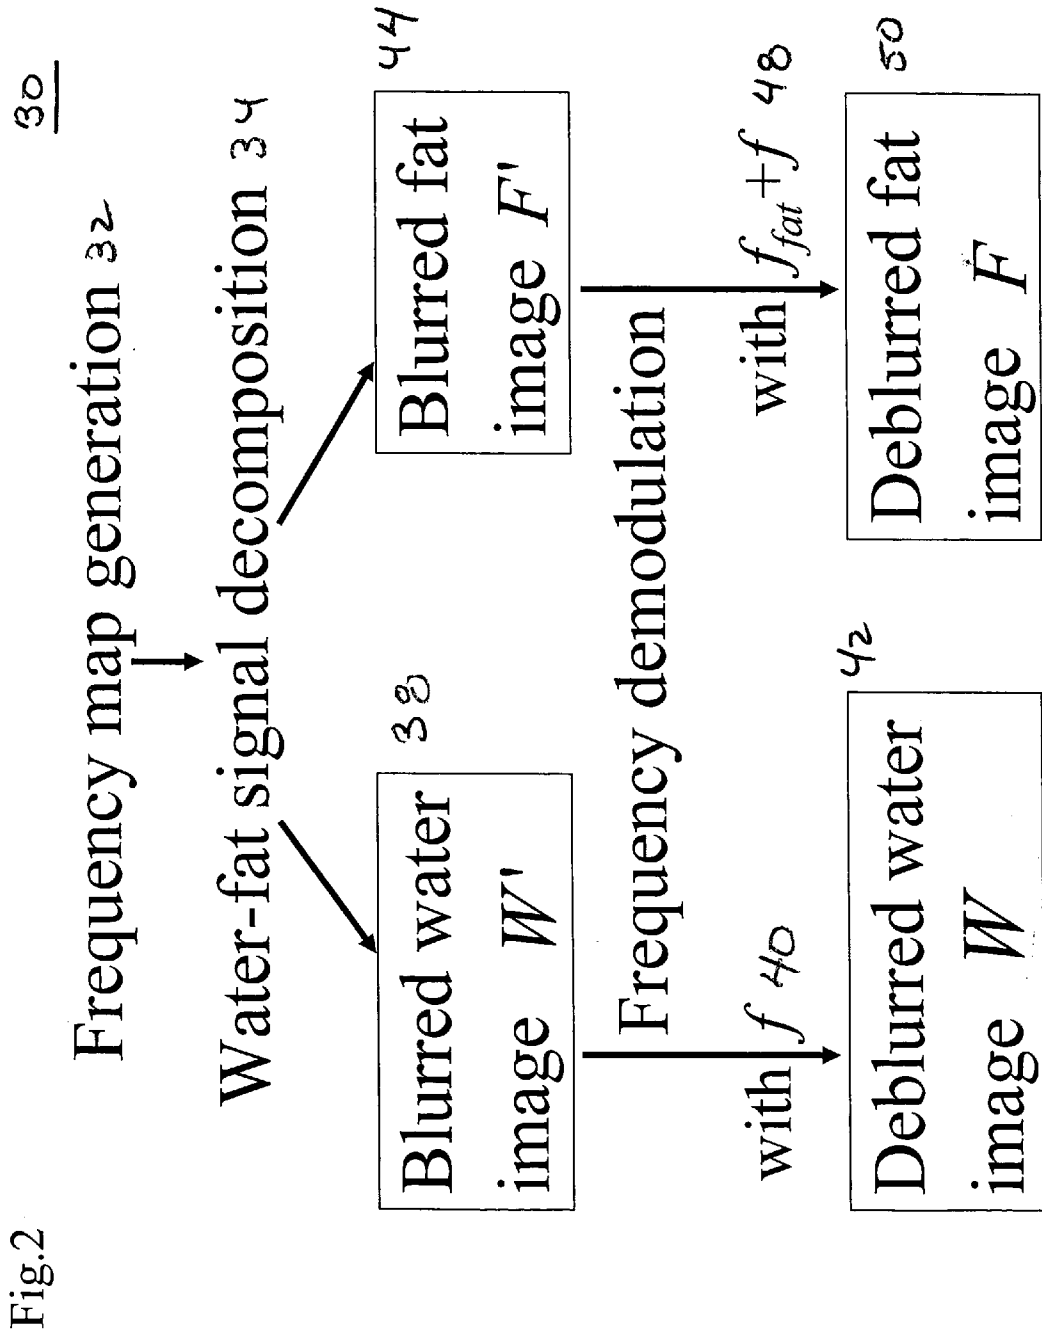 Fig.2
30
Frequency map generation 32
Water-fat signal decomposition 34
38
44
Blurred water
image W'
Blurred fat
image F'
Frequency demodulation
with f 40
with f_fat+f 48
42
50
Deblurred water
image W
Deblurred fat
image F